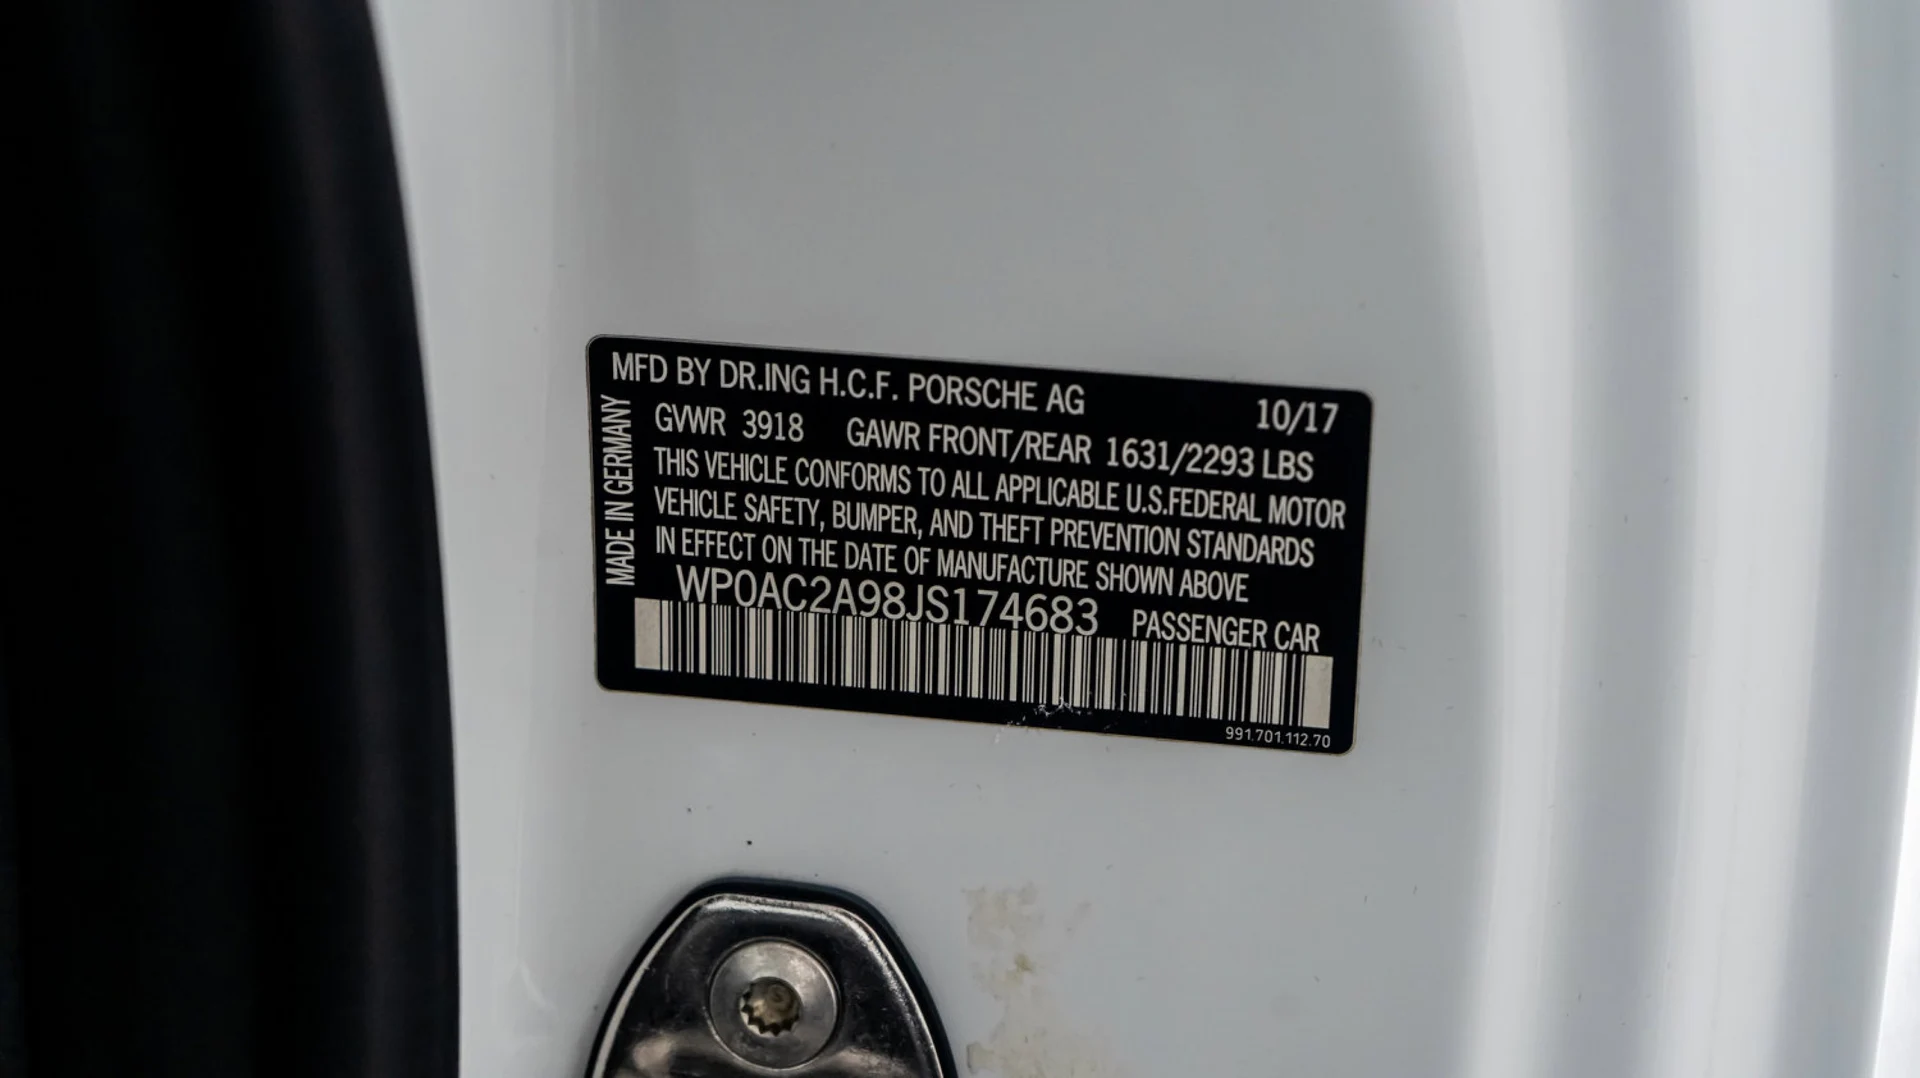 MFD BY DR.ING H.C.F. PORSCHE AG 10/17
GVWR 3918 GAWR FRONT/REAR 1631/2293 LBS
THIS VEHICLE CONFORMS TO ALL APPLICABLE U.S.FEDERAL MOTOR
VEHICLE SAFETY, BUMPER, AND THEFT PREVENTION STANDARDS
IN EFFECT ON THE DATE OF MANUFACTURE SHOWN ABOVE
WP0AC2A98JS174683 PASSENGER CAR
991.701.112.70
MADE IN GERMANY